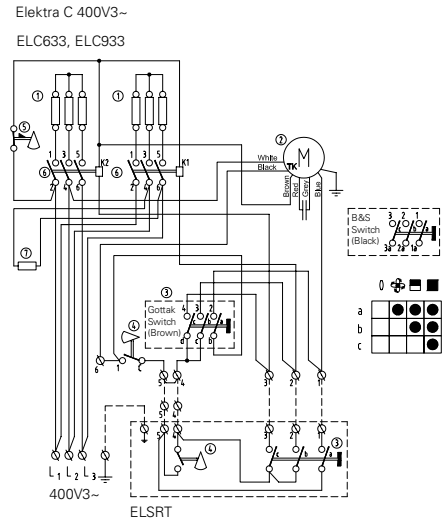 Elektra C 400V3~
ELC633, ELC933
1
1
5
2
1 3 5
K2
1 3 5
K1
M
TK
White
Black
6
2 4 6
6
2 4 6
Brown
Red
Grey
Blue
B&S
Switch
(Black)
3 2 1
c b a
3a 2a 1a
7
3
Gottak
Switch
(Brown)
4 3 2
c b a
d c b
0
a
b
c
4
6
1
c
5 4
3
2
1
5 4
5 4
3 2 1
4
c b a
3
L1 L2 L3
400V3~
ELSRT